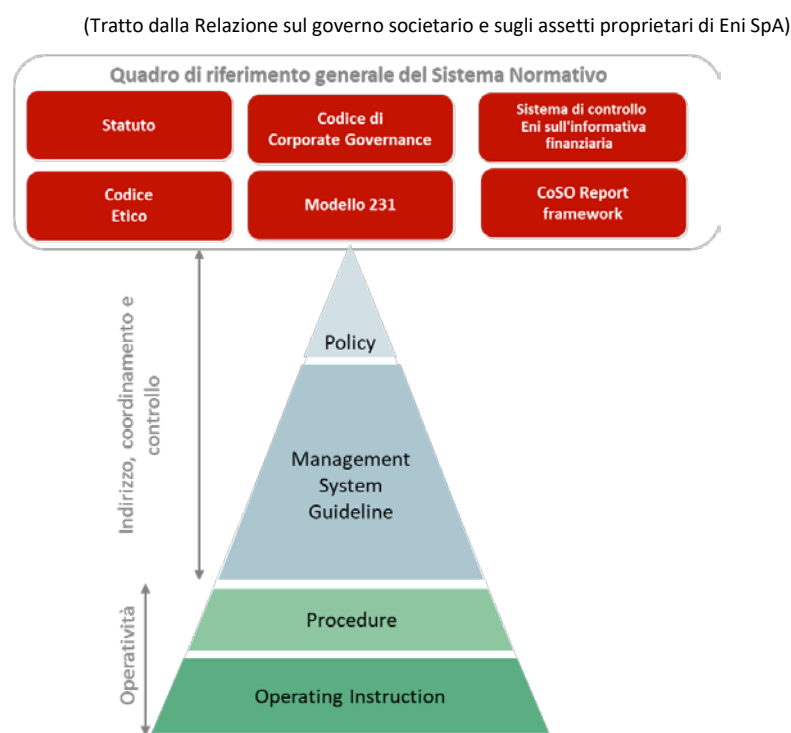 (Tratto dalla Relazione sul governo societario e sugli assetti proprietari di Eni SpA)
Quadro di riferimento generale del Sistema Normativo
Statuto
Codice di
Corporate Governance
Sistema di controllo
Eni sull'informativa
finanziaria
Codice
Etico
Modello 231
CoSO Report
framework
Indirizzo, coordinamento e
controllo
Policy
Management
System
Guideline
Operatività
Procedure
Operating Instruction